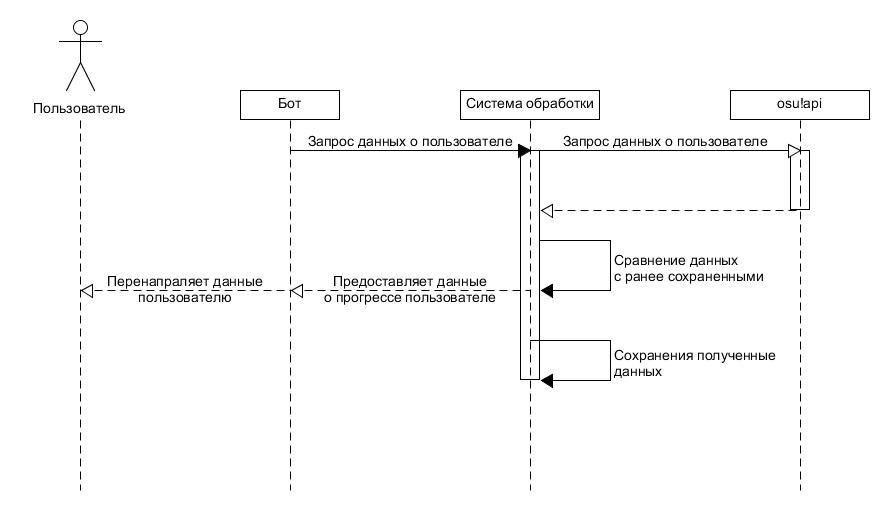 Пользователь
Бот
Система обработки
osu!api
Запрос данных о пользователе
Запрос данных о пользователе
Сравнение данных
с ранее сохраненными
Перенапраляет данные
пользователю
Предоставляет данные
о прогрессе пользователе
Сохранения полученные
данных